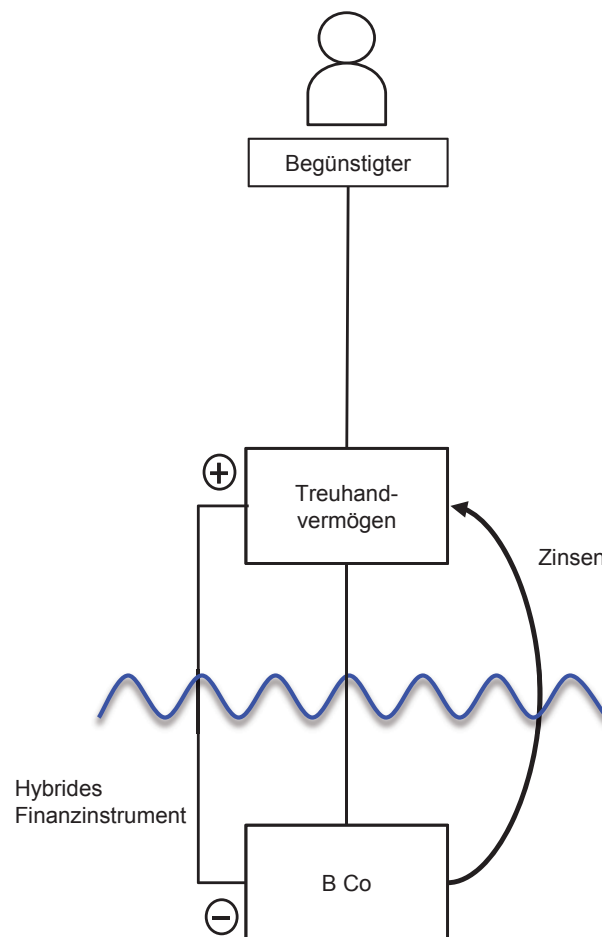 Begünstigter
+
Treuhand-
vermögen
Zinsen
Hybrides
Finanzinstrument
B Co
−